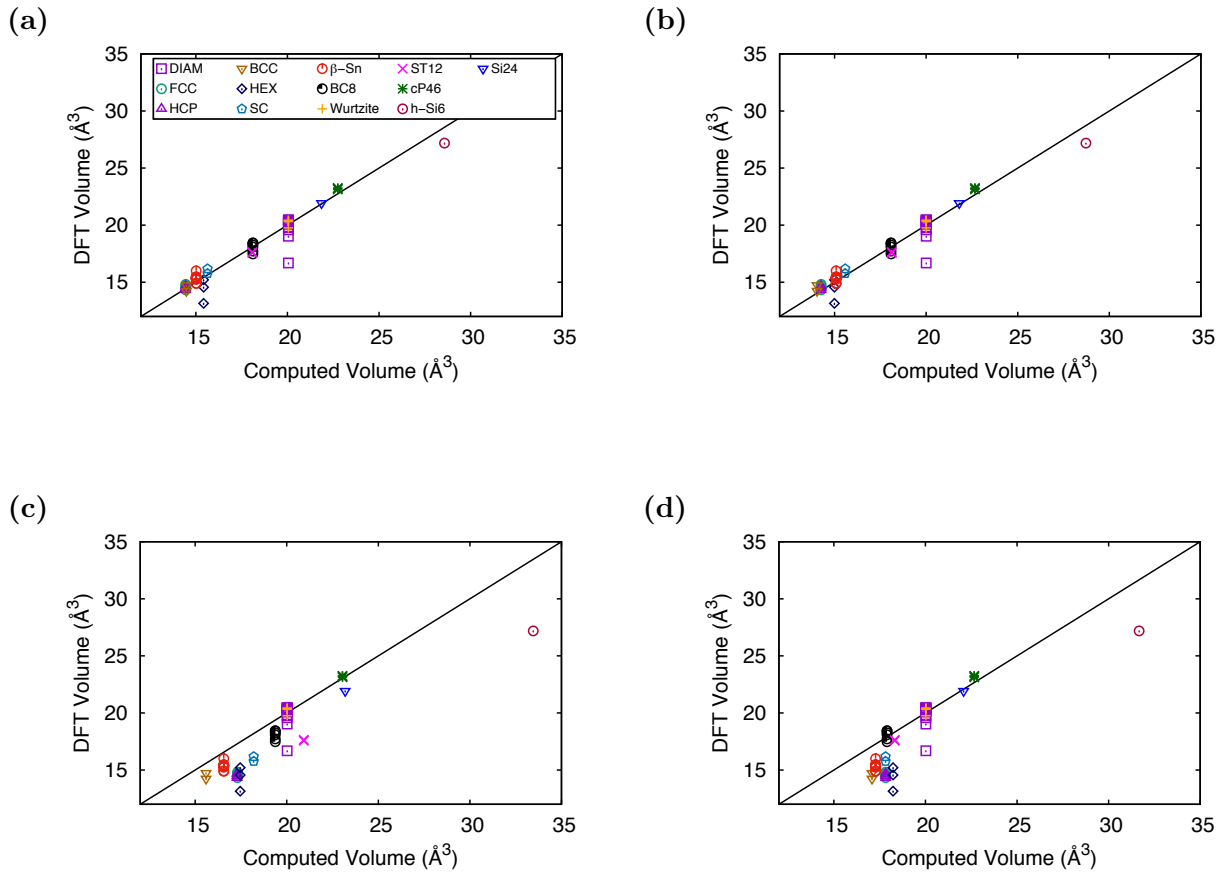 (a)
DFT Volume (Å³)
35
30
25
20
15
DIAM BCC β−Sn ST12 Si24
FCC HEX BC8 cP46
HCP SC Wurtzite h−Si6
15 20 25 30 35
Computed Volume (Å³)
(b)
DFT Volume (Å³)
35
30
25
20
15
15 20 25 30 35
Computed Volume (Å³)
(c)
DFT Volume (Å³)
35
30
25
20
15
15 20 25 30 35
Computed Volume (Å³)
(d)
DFT Volume (Å³)
35
30
25
20
15
15 20 25 30 35
Computed Volume (Å³)